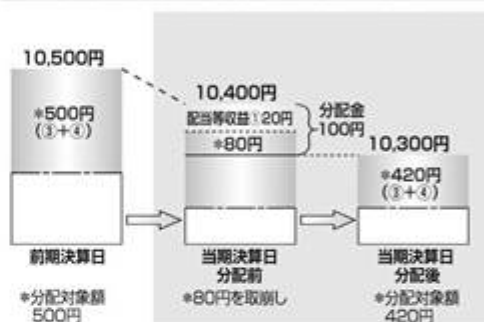 10,500円
*500円
(③+④)
前期決算日
*分配対象額
500円
10,400円
配当等収益:20円
*80円
分配金
100円
当期決算日
分配前
*80円を取崩し
10,300円
*420円
(③+④)
当期決算日
分配後
*分配対象額
420円